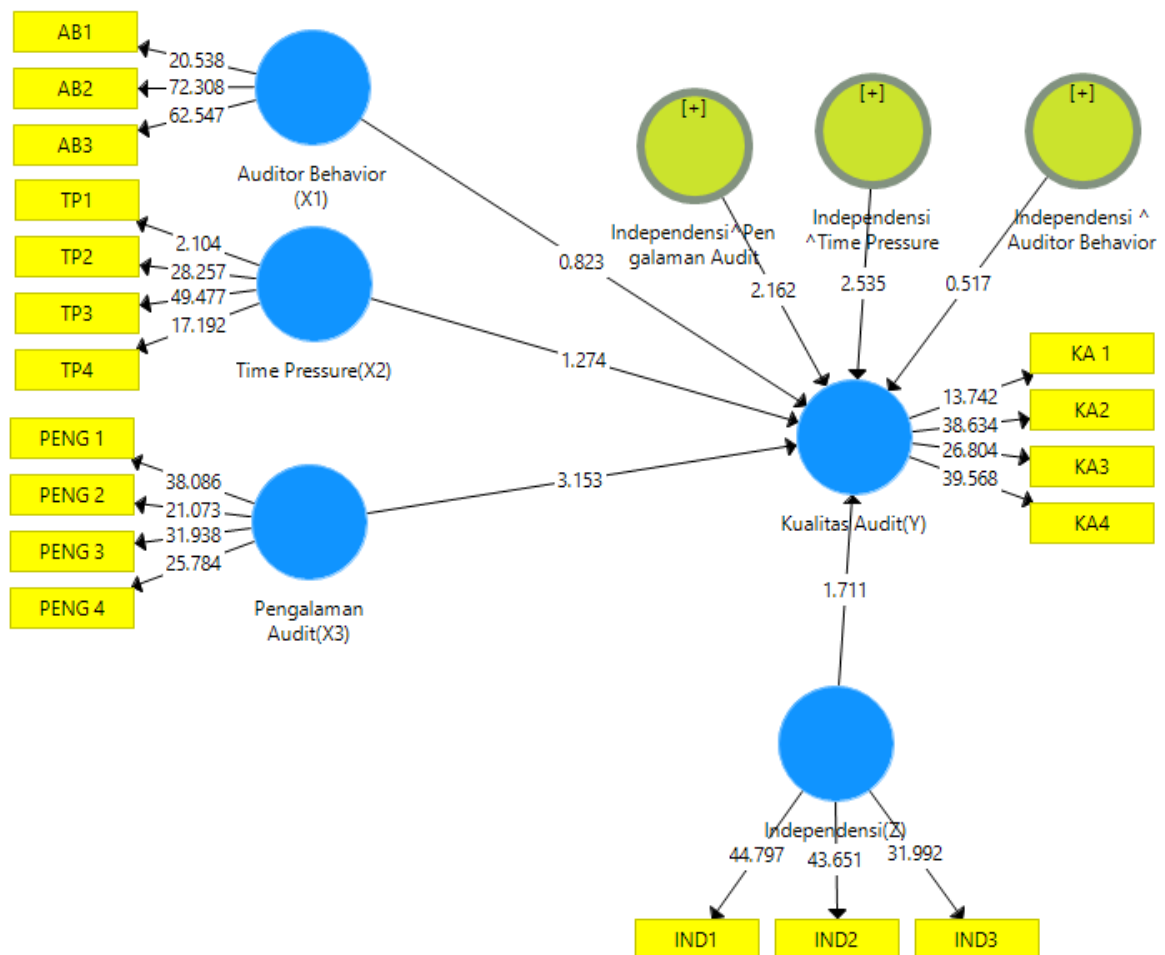 AB1
20.538
AB2
72.308
AB3
62.547
Auditor Behavior
(X1)
TP1
2.104
TP2
28.257
TP3
49.477
17.192
TP4
Time Pressure(X2)
PENG 1
38.086
PENG 2
21.073
PENG 3
31.938
25.784
PENG 4
Pengalaman
Audit(X3)
0.823
1.274
3.153
[+]
Independensi^Pen
galaman Audit
2.162
[+]
Independensi
^Time Pressure
2.535
[+]
Independensi ^
Auditor Behavior
0.517
KA 1
13.742
KA2
38.634
26.804
KA3
39.568
KA4
Kualitas Audit(Y)
1.711
Independensi(Z)
44.797
43.651
31.992
IND1
IND2
IND3